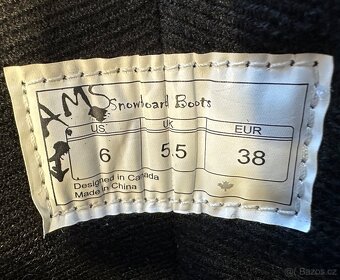 AMS
Snowboard Boots
US UK EUR
6 5.5 38
Designed in Canada
Made in China
Bazos.cz